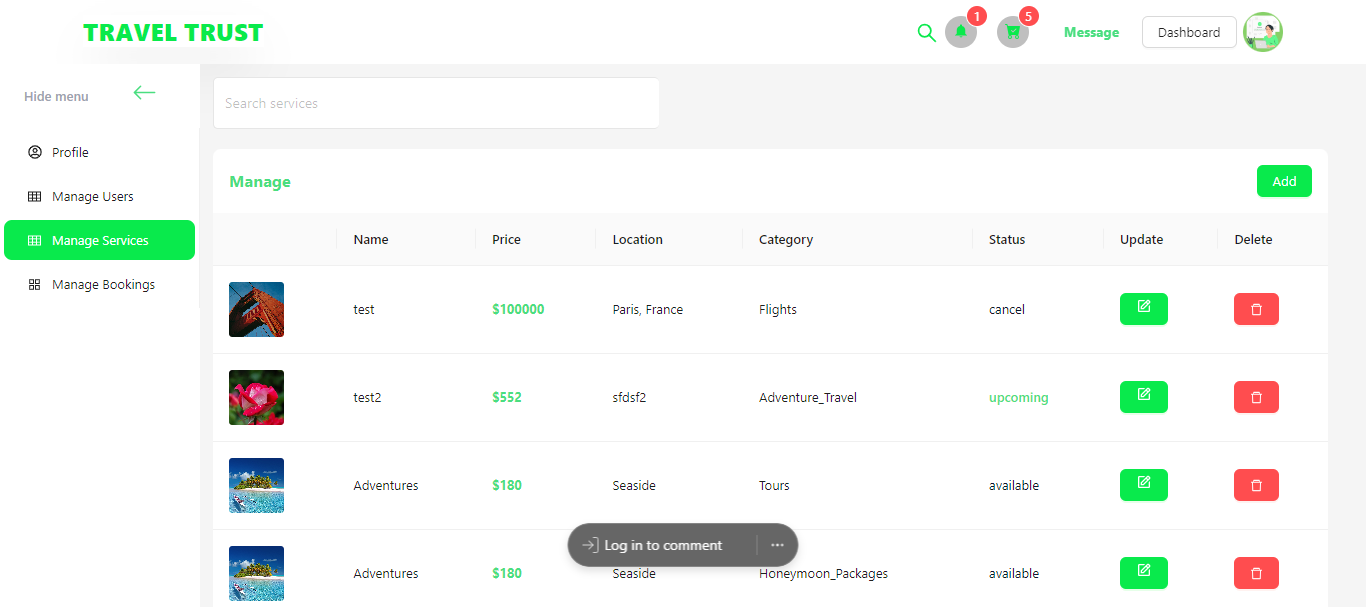 TRAVEL TRUST
1
5
Message
Dashboard
Hide menu
Search services
Profile
Manage Users
Manage Services
Manage Bookings
Manage
Add
Name Price Location Category Status Update Delete
test $100000 Paris, France Flights cancel
test2 $552 sfdsf2 Adventure_Travel upcoming
Adventures $180 Seaside Tours available
Log in to comment
Adventures $180 Seaside Honeymoon_Packages available